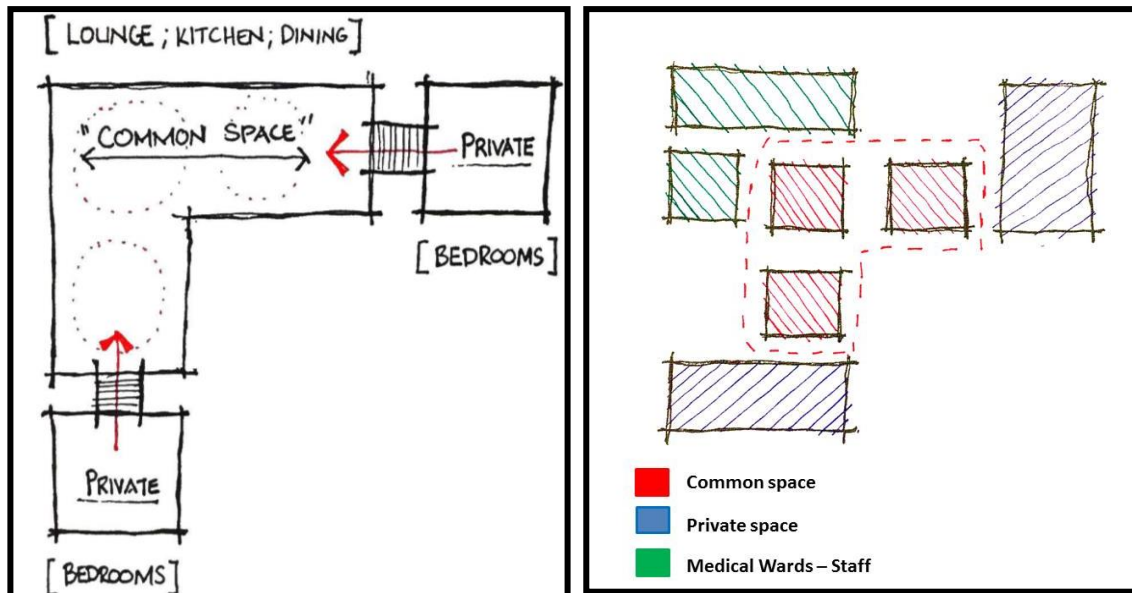 [ LOUNGE ; KITCHEN ; DINING ]
"COMMON SPACE"
PRIVATE
[ BEDROOMS ]
PRIVATE
[ BEDROOMS ]
Common space
Private space
Medical Wards – Staff